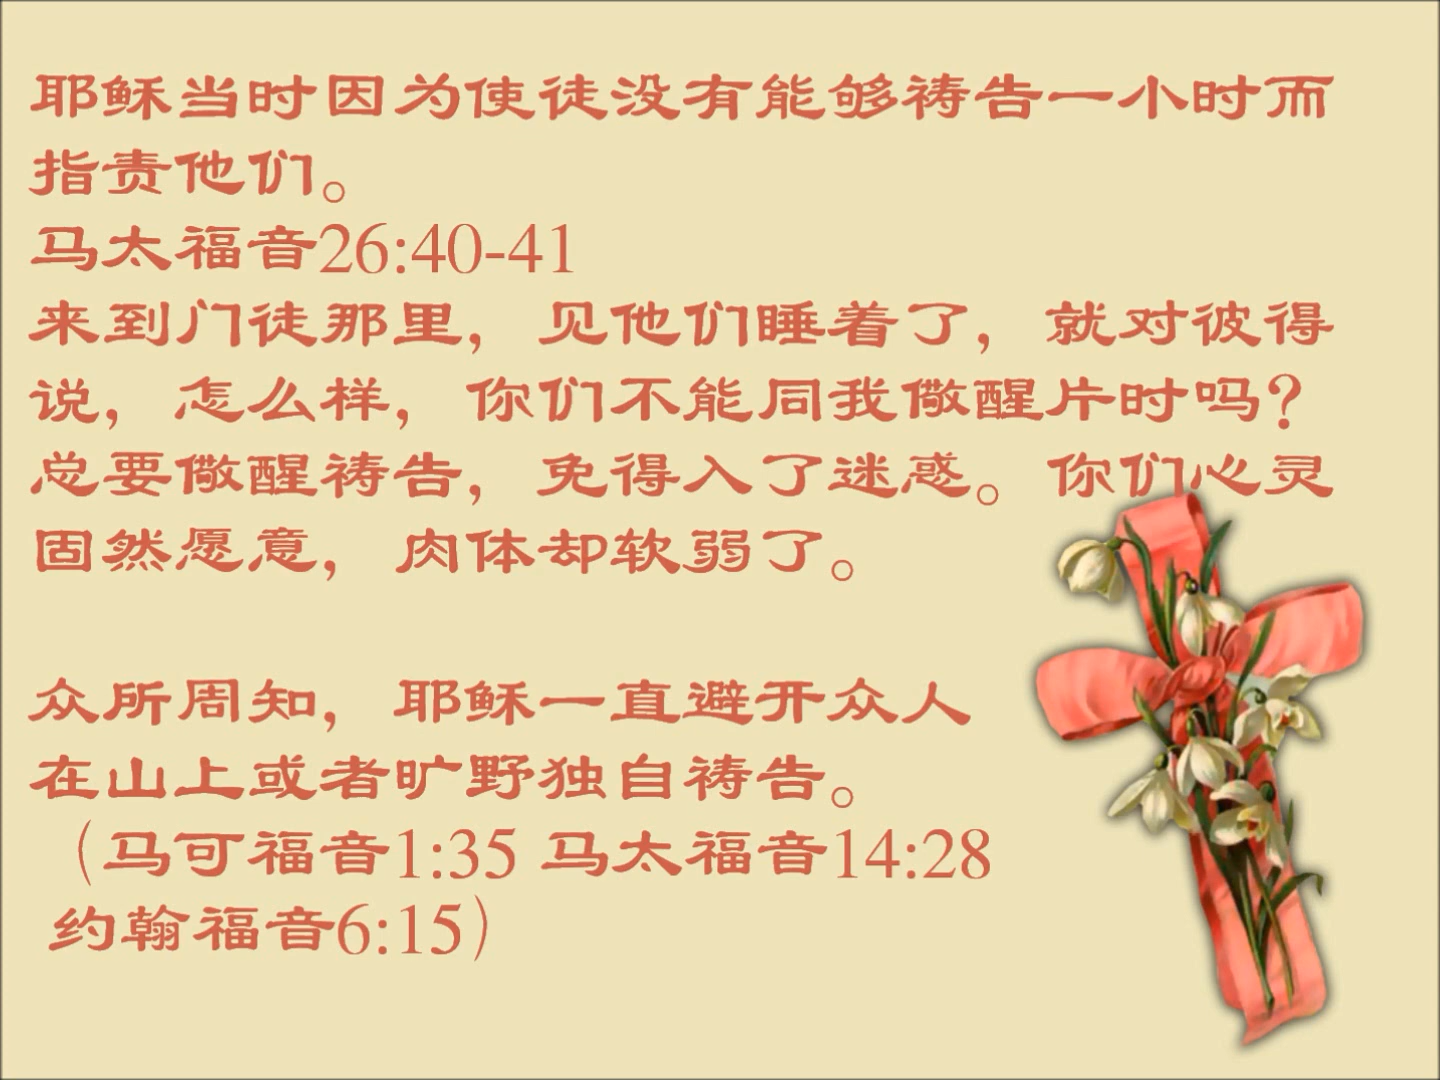 耶稣当时因为使徒没有能够祷告一小时而
指责他们。
马太福音26:40-41
来到门徒那里，见他们睡着了，就对彼得
说，怎么样，你们不能同我儆醒片时吗？
总要儆醒祷告，免得入了迷惑。你们心灵
固然愿意，肉体却软弱了。
众所周知，耶稣一直避开众人
在山上或者旷野独自祷告。
（马可福音1:35 马太福音14:28
约翰福音6:15）